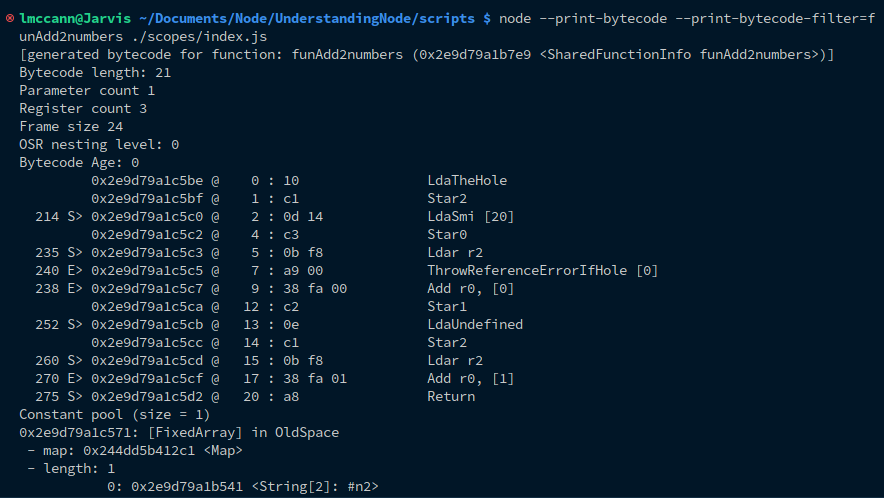 lmccann@Jarvis ~/Documents/Node/UnderstandingNode/scripts $ node --print-bytecode --print-bytecode-filter=f
unAdd2numbers ./scopes/index.js
[generated bytecode for function: funAdd2numbers (0x2e9d79a1b7e9 <SharedFunctionInfo funAdd2numbers>)]
Bytecode length: 21
Parameter count 1
Register count 3
Frame size 24
OSR nesting level: 0
Bytecode Age: 0
0x2e9d79a1c5be @ 0 : 10 LdaTheHole
0x2e9d79a1c5bf @ 1 : c1 Star2
214 S> 0x2e9d79a1c5c0 @ 2 : 0d 14 LdaSmi [20]
0x2e9d79a1c5c2 @ 4 : c3 Star0
235 S> 0x2e9d79a1c5c3 @ 5 : 0b f8 Ldar r2
240 E> 0x2e9d79a1c5c5 @ 7 : a9 00 ThrowReferenceErrorIfHole [0]
238 E> 0x2e9d79a1c5c7 @ 9 : 38 fa 00 Add r0, [0]
0x2e9d79a1c5ca @ 12 : c2 Star1
252 S> 0x2e9d79a1c5cb @ 13 : 0e LdaUndefined
0x2e9d79a1c5cc @ 14 : c1 Star2
260 S> 0x2e9d79a1c5cd @ 15 : 0b f8 Ldar r2
270 E> 0x2e9d79a1c5cf @ 17 : 38 fa 01 Add r0, [1]
275 S> 0x2e9d79a1c5d2 @ 20 : a8 Return
Constant pool (size = 1)
0x2e9d79a1c571: [FixedArray] in OldSpace
- map: 0x244dd5b412c1 <Map>
- length: 1
0: 0x2e9d79a1b541 <String[2]: #n2>